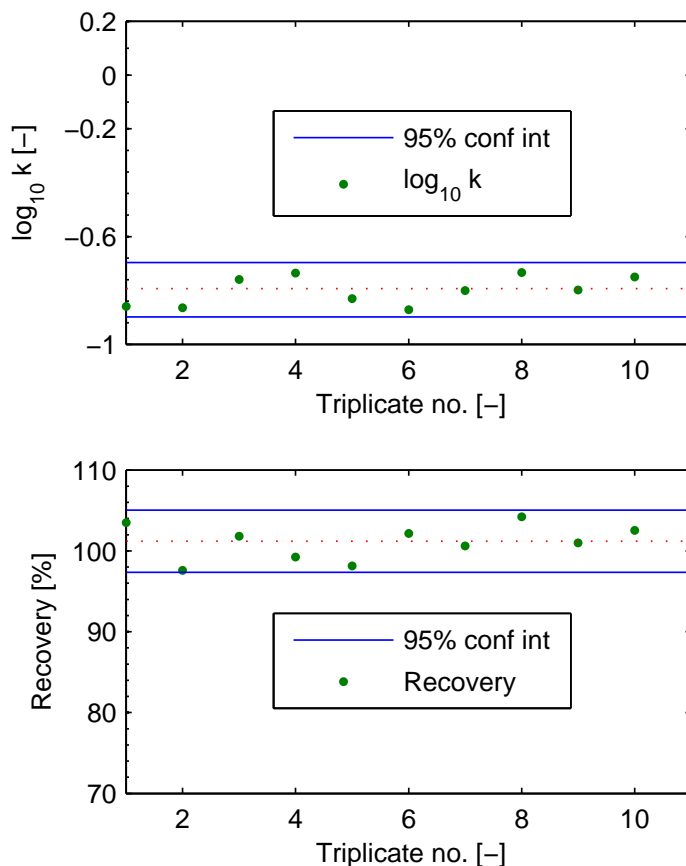 0.2
0
−0.2
−0.6
−1
log10 k [−]
95% conf int
log10 k
2 4 6 8 10
Triplicate no. [−]
110
100
90
80
70
Recovery [%]
95% conf int
Recovery
2 4 6 8 10
Triplicate no. [−]